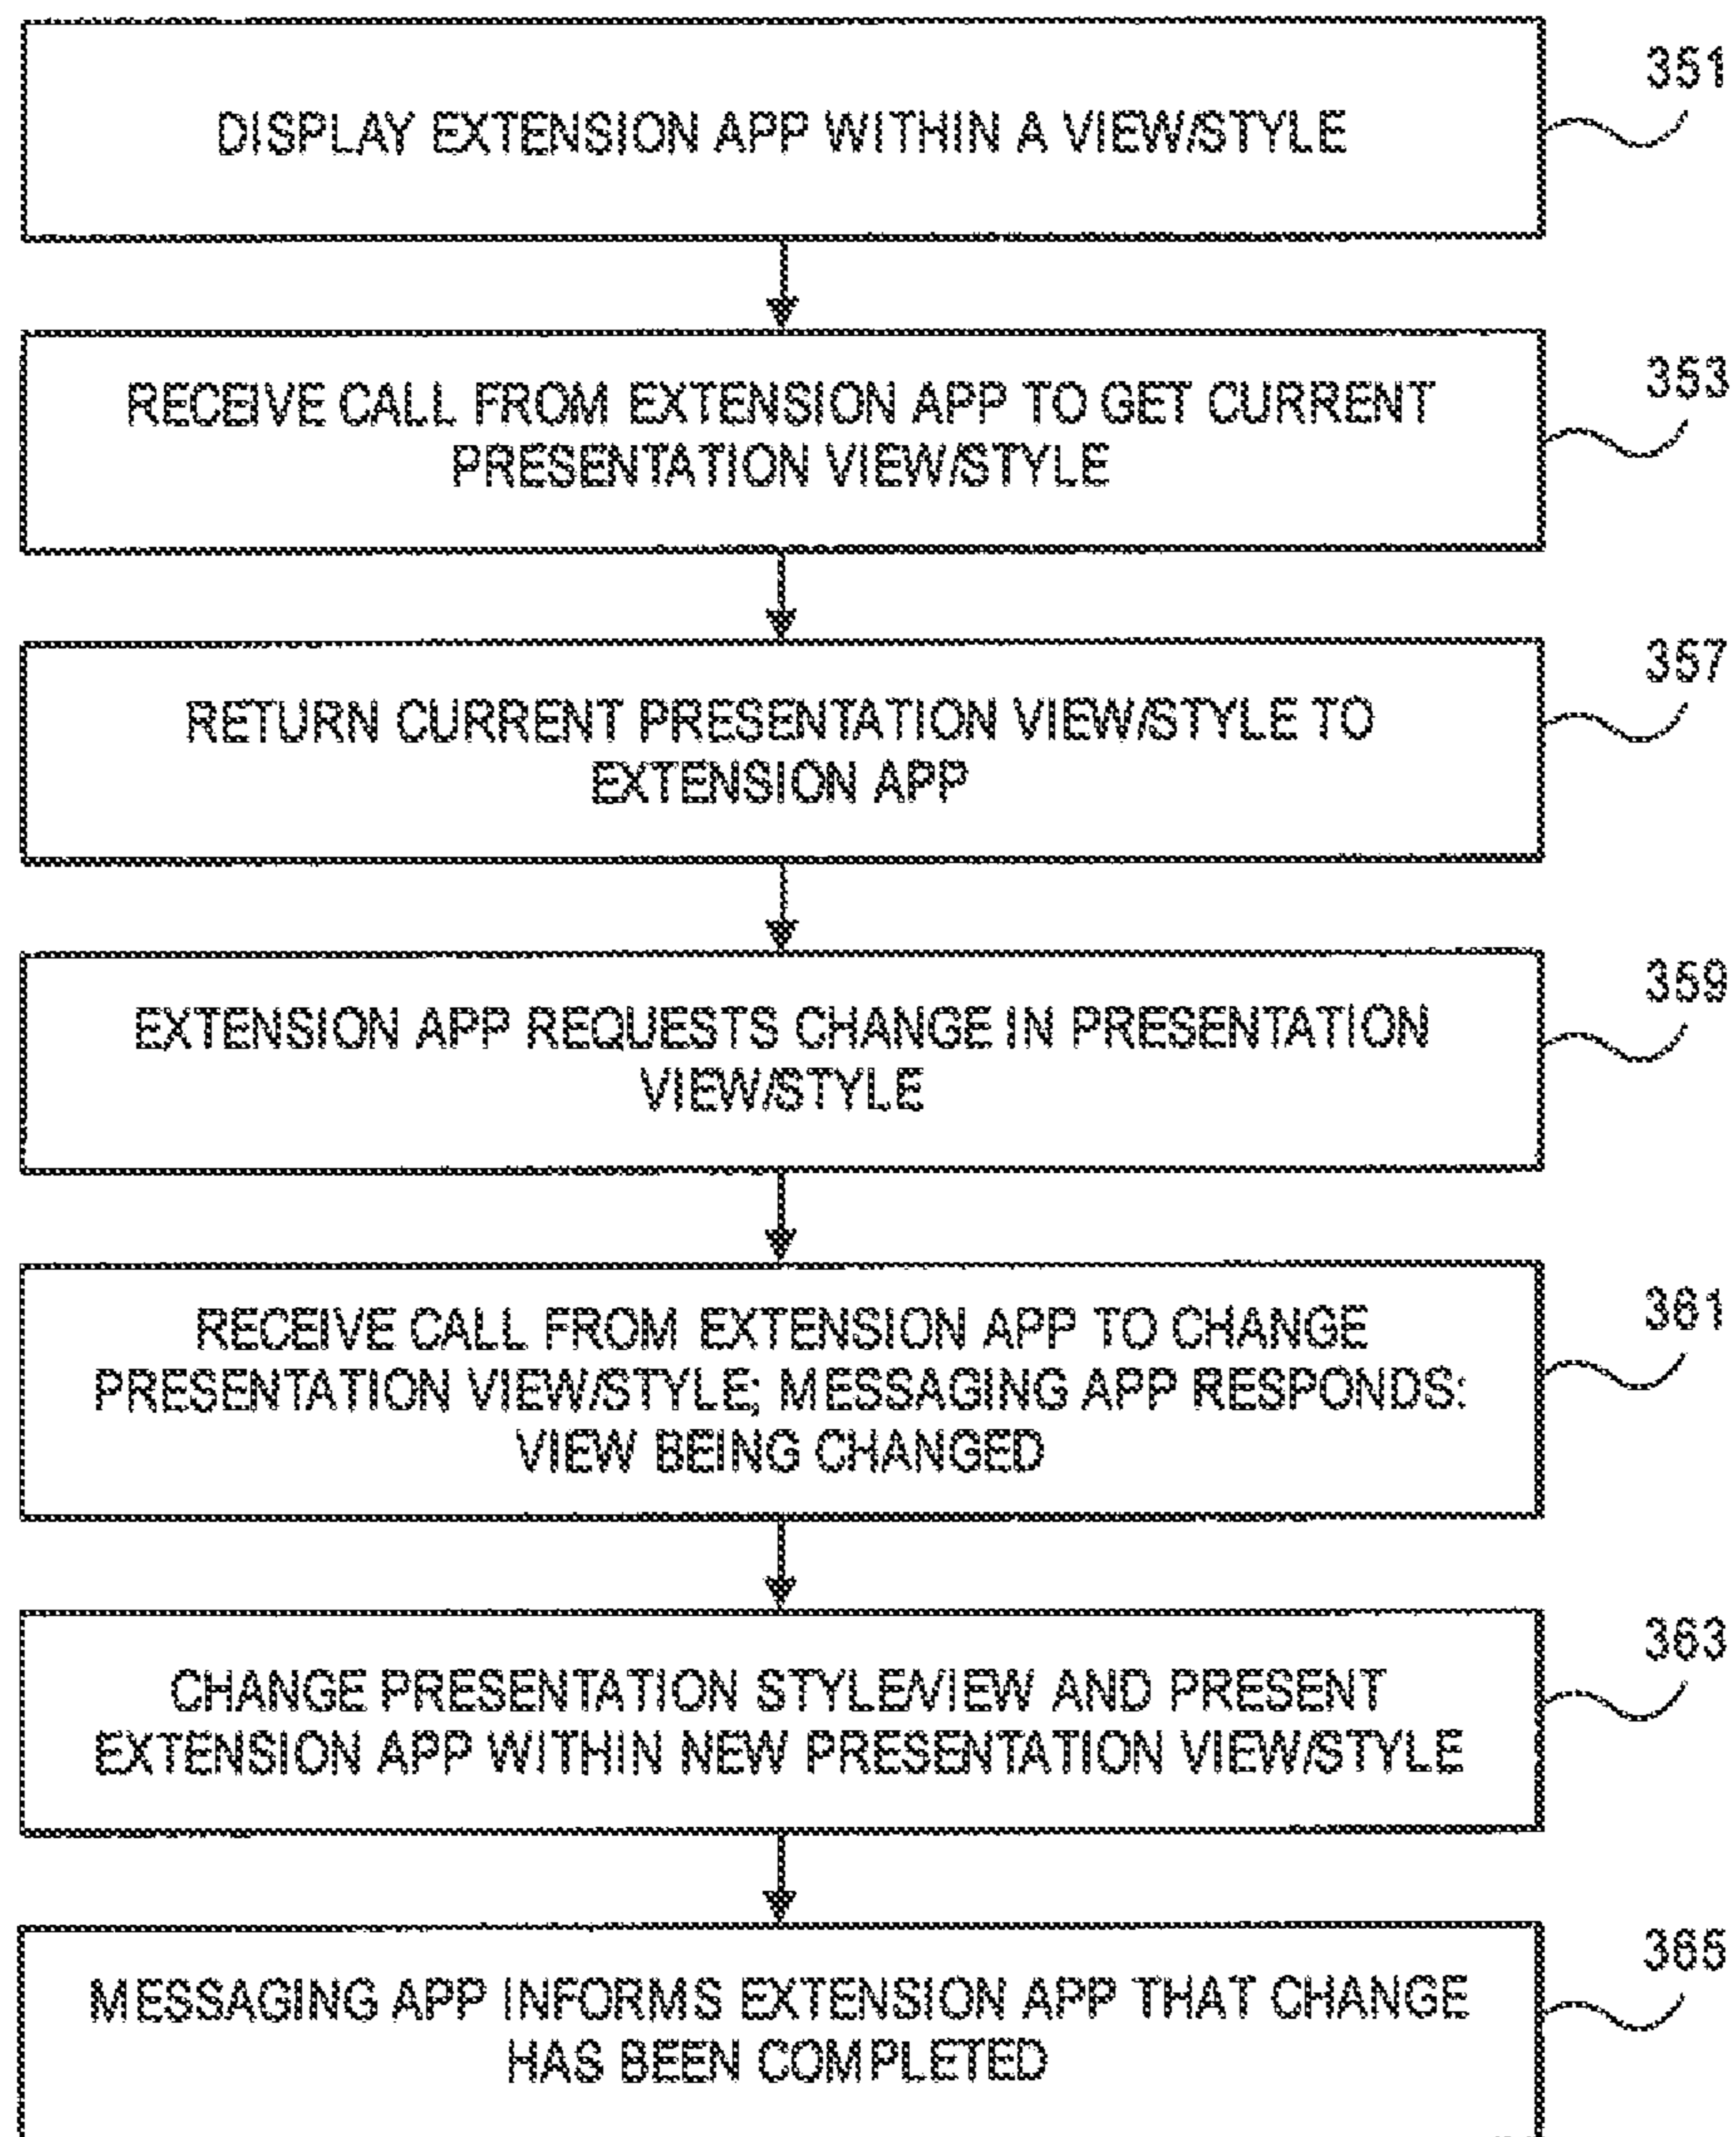 DISPLAY EXTENSION APP WITHIN A VIEW/STYLE
351
RECEIVE CALL FROM EXTENSION APP TO GET CURRENT
PRESENTATION VIEW/STYLE
353
RETURN CURRENT PRESENTATION VIEW/STYLE TO
EXTENSION APP
357
EXTENSION APP REQUESTS CHANGE IN PRESENTATION
VIEW/STYLE
359
RECEIVE CALL FROM EXTENSION APP TO CHANGE
PRESENTATION VIEW/STYLE; MESSAGING APP RESPONDS:
VIEW BEING CHANGED
361
CHANGE PRESENTATION STYLE/VIEW AND PRESENT
EXTENSION APP WITHIN NEW PRESENTATION VIEW/STYLE
363
MESSAGING APP INFORMS EXTENSION APP THAT CHANGE
HAS BEEN COMPLETED
365